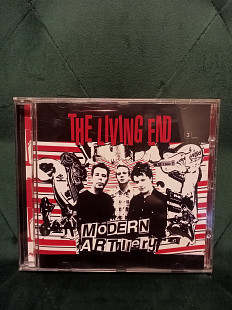 THE LIVING END
MODERN
ARTillery